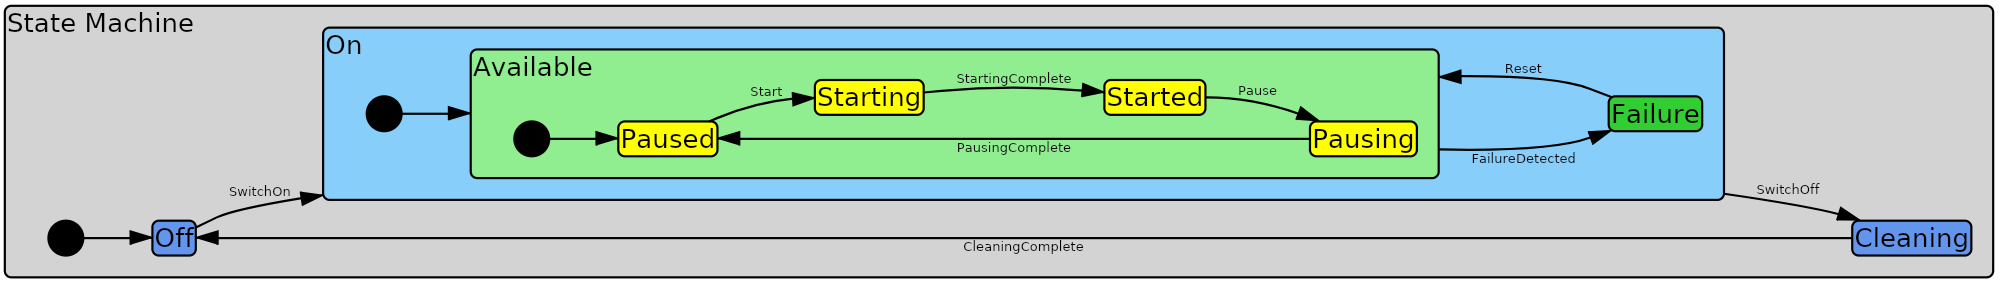 State Machine
On
Available
Start
Starting
StartingComplete
Started
Pause
Reset
Failure
Paused
PausingComplete
Pausing
FailureDetected
SwitchOn
SwitchOff
Off
CleaningComplete
Cleaning